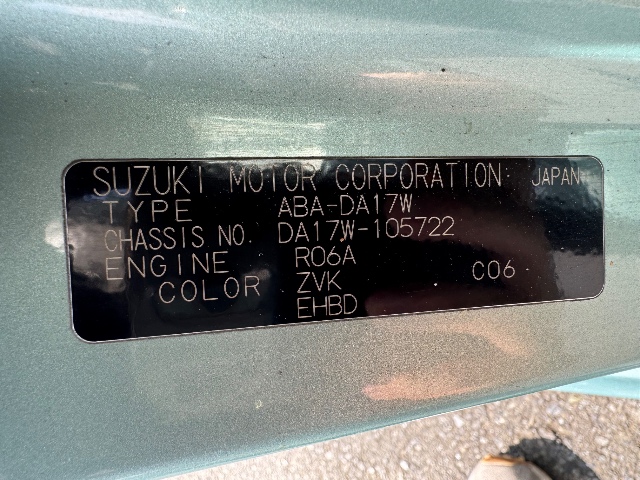 SUZUKI MOTOR CORPORATION JAPAN
TYPE ABA-DA17W
CHASSIS NO. DA17W-105722
ENGINE R06A
COLOR ZVK C06
EHBD